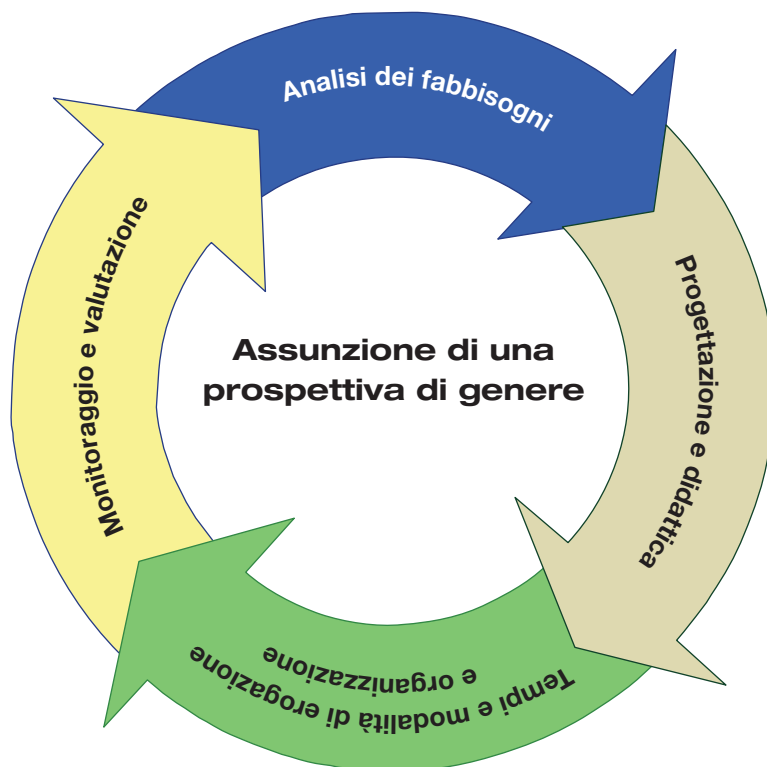 Analisi dei fabbisogni
Progettazione e didattica
Tempi e modalità di erogazione
e organizzazione
Monitoraggio e valutazione
Assunzione di una
prospettiva di genere